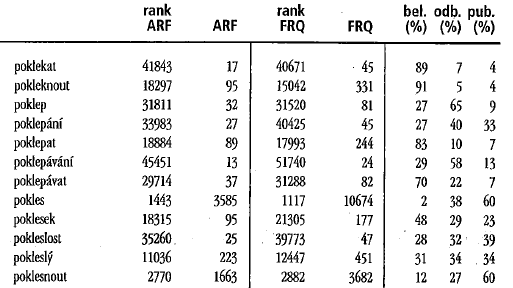 rank rank bel. odb. pub.
ARF ARF FRQ FRQ (%) (%) (%)
poklekat 41843 17 40671 45 89 7 4
pokleknout 18297 95 15042 331 91 5 4
poklep 31811 32 31520 81 27 65 9
poklepání 33983 27 40425 45 27 40 33
poklepat 18884 89 17993 244 83 10 7
poklepávání 45451 13 51740 24 29 58 13
poklepávat 29714 37 31288 82 70 22 7
pokles 1443 3585 1117 10674 2 38 60
poklesek 18315 95 21305 177 48 29 23
pokleslost 35260 25 39773 47 28 32 39
pokleslý 11036 223 12447 451 31 34 34
poklesnout 2770 1663 2882 3682 12 27 60